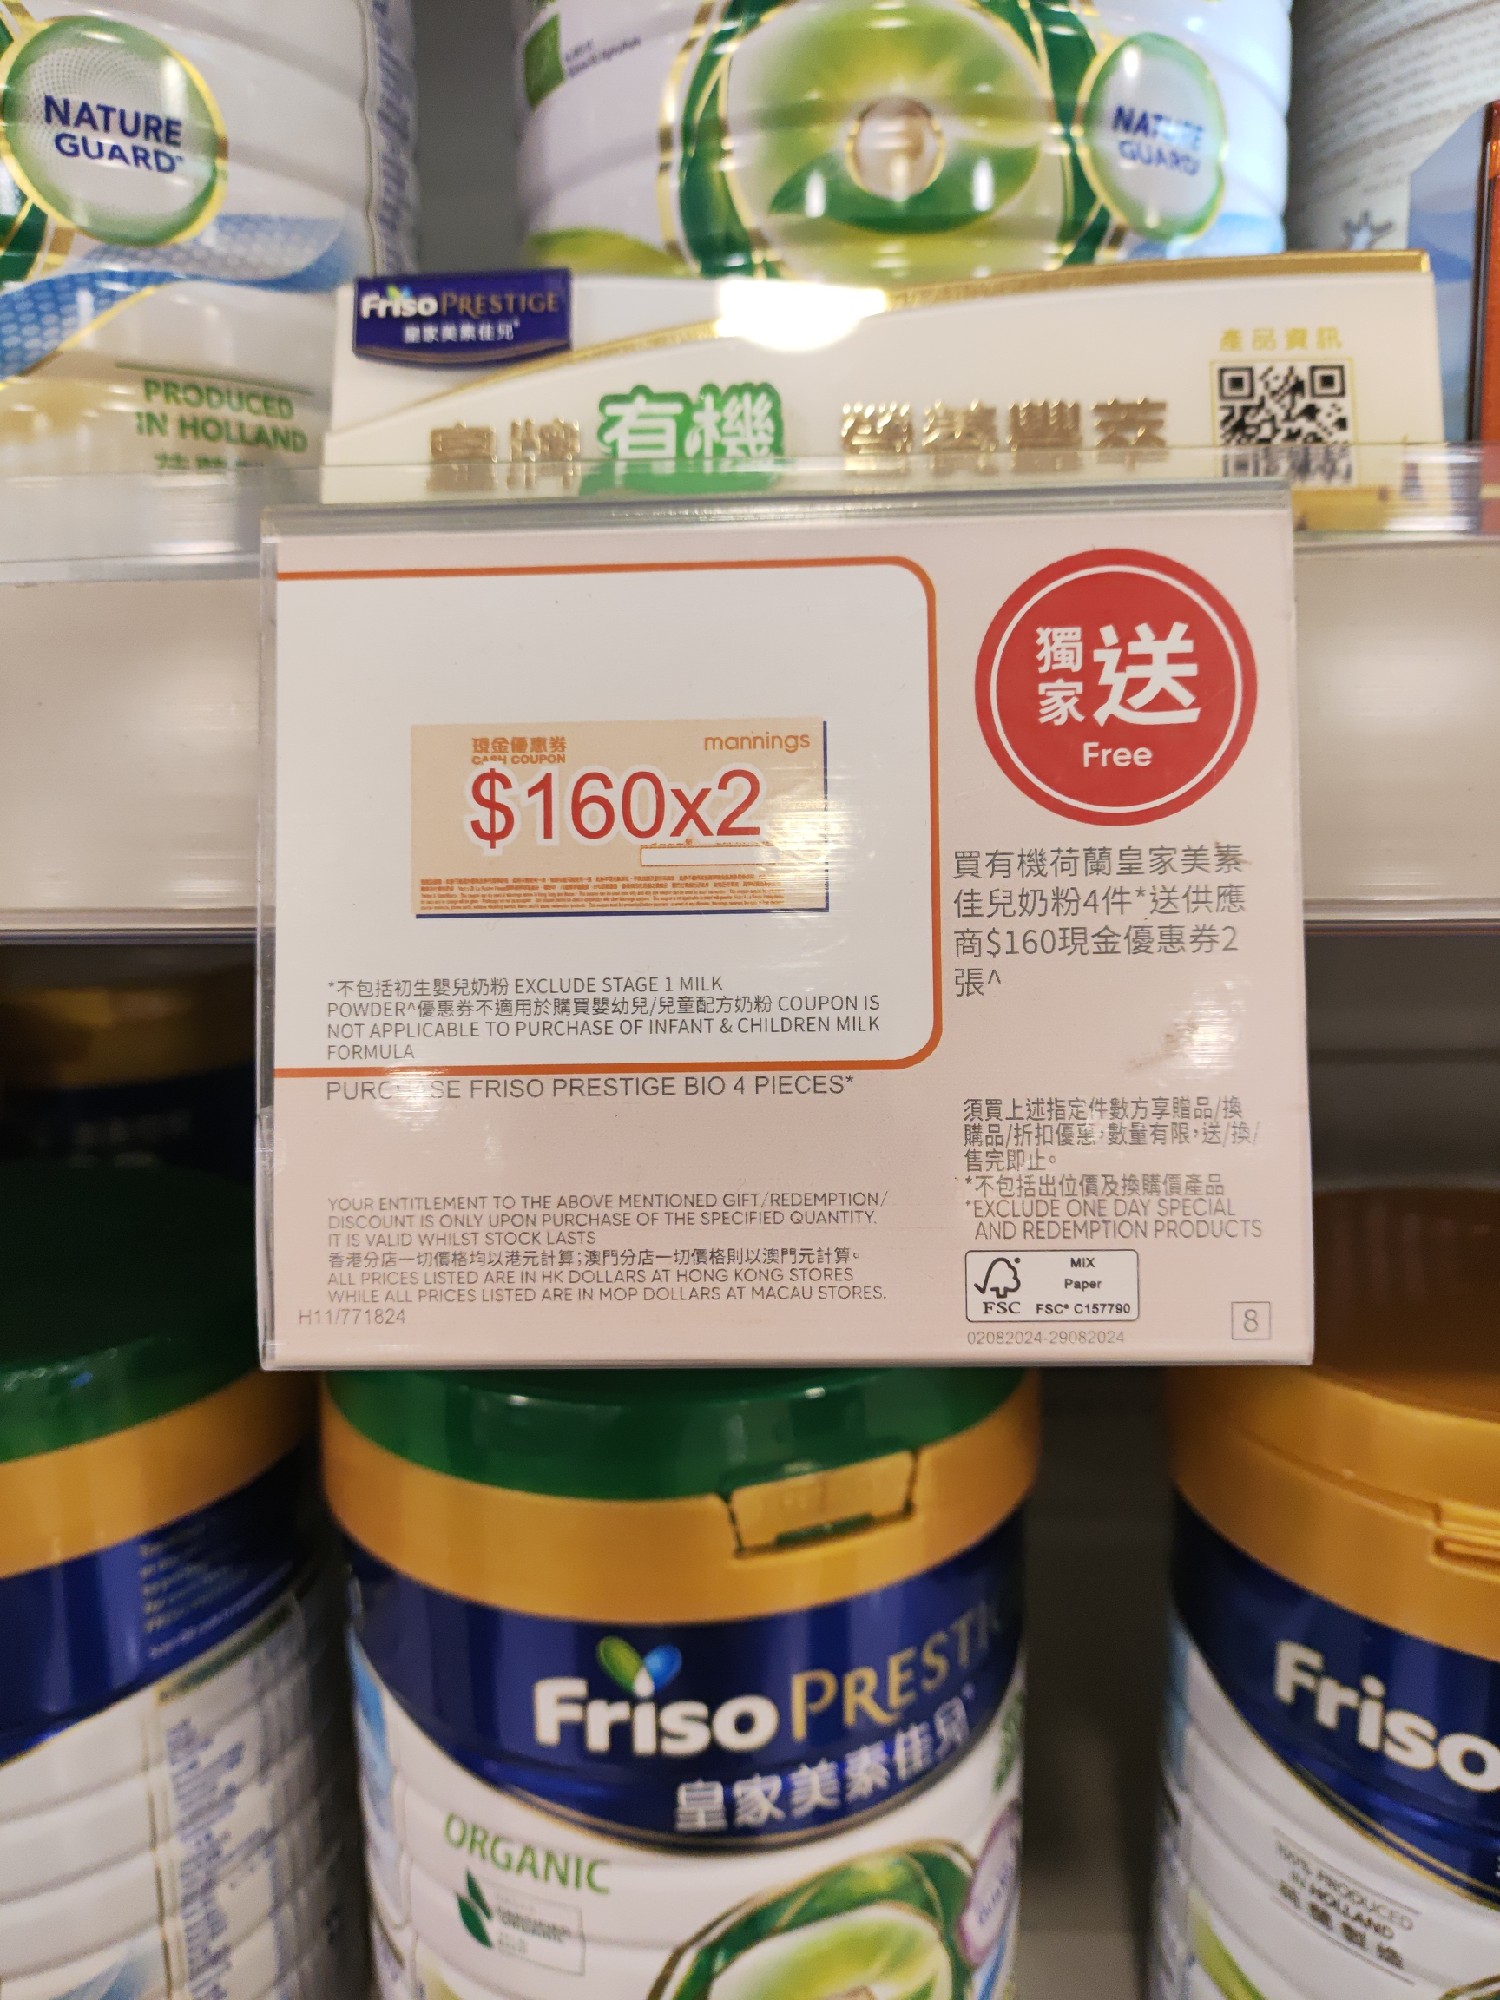 NATURE
GUARD
NATURE
GUARD
PRODUCED
IN HOLLAND
Friso PRESTIGE
皇家美素佳兒
產品資訊
有機
獨家送
Free
現金優惠券
CASH COUPON
mannings
$160x2
買有機荷蘭皇家美素
佳兒奶粉4件*送供應
商$160現金優惠券2
張^
*不包括初生嬰兒奶粉 EXCLUDE STAGE 1 MILK
POWDER^優惠券不適用於購買嬰幼兒/兒童配方奶粉 COUPON IS
NOT APPLICABLE TO PURCHASE OF INFANT & CHILDREN MILK
FORMULA
PURCHASE FRISO PRESTIGE BIO 4 PIECES*
須買上述指定件數方享贈品/換
購品/折扣優惠，數量有限，送/換/
售完即止。
*不包括出位價及換購價產品
*EXCLUDE ONE DAY SPECIAL
AND REDEMPTION PRODUCTS
YOUR ENTITLEMENT TO THE ABOVE MENTIONED GIFT/REDEMPTION/
DISCOUNT IS ONLY UPON PURCHASE OF THE SPECIFIED QUANTITY.
IT IS VALID WHILST STOCK LASTS
香港分店一切價格均以港元計算;澳門分店一切價格則以澳門元計算。
ALL PRICES LISTED ARE IN HK DOLLARS AT HONG KONG STORES
WHILE ALL PRICES LISTED ARE IN MOP DOLLARS AT MACAU STORES.
H11/771824
MIX
Paper
FSC FSC® C157790
02082024-29082024
8
Friso PRESTI
皇家美素佳兒
ORGANIC
Friso
100% PRODUCED
IN HOLLAND
荷蘭製造